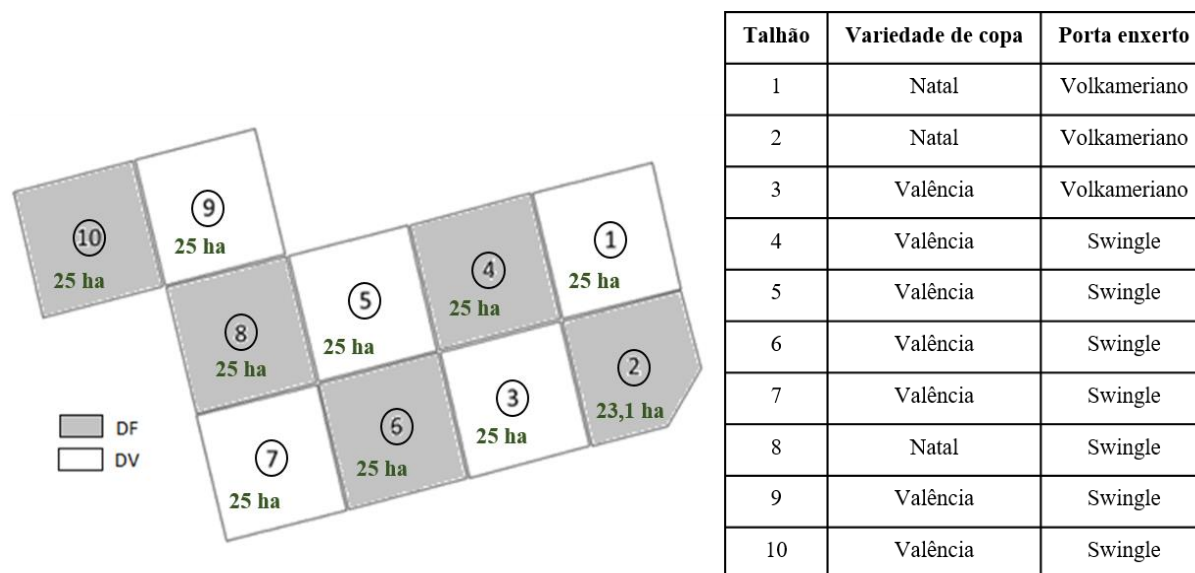 10
25 ha
9
25 ha
8
25 ha
5
25 ha
4
25 ha
1
25 ha
7
25 ha
6
25 ha
3
25 ha
2
23,1 ha
DF
DV
Talhão Variedade de copa Porta enxerto
1 Natal Volkameriano
2 Natal Volkameriano
3 Valência Volkameriano
4 Valência Swingle
5 Valência Swingle
6 Valência Swingle
7 Valência Swingle
8 Natal Swingle
9 Valência Swingle
10 Valência Swingle